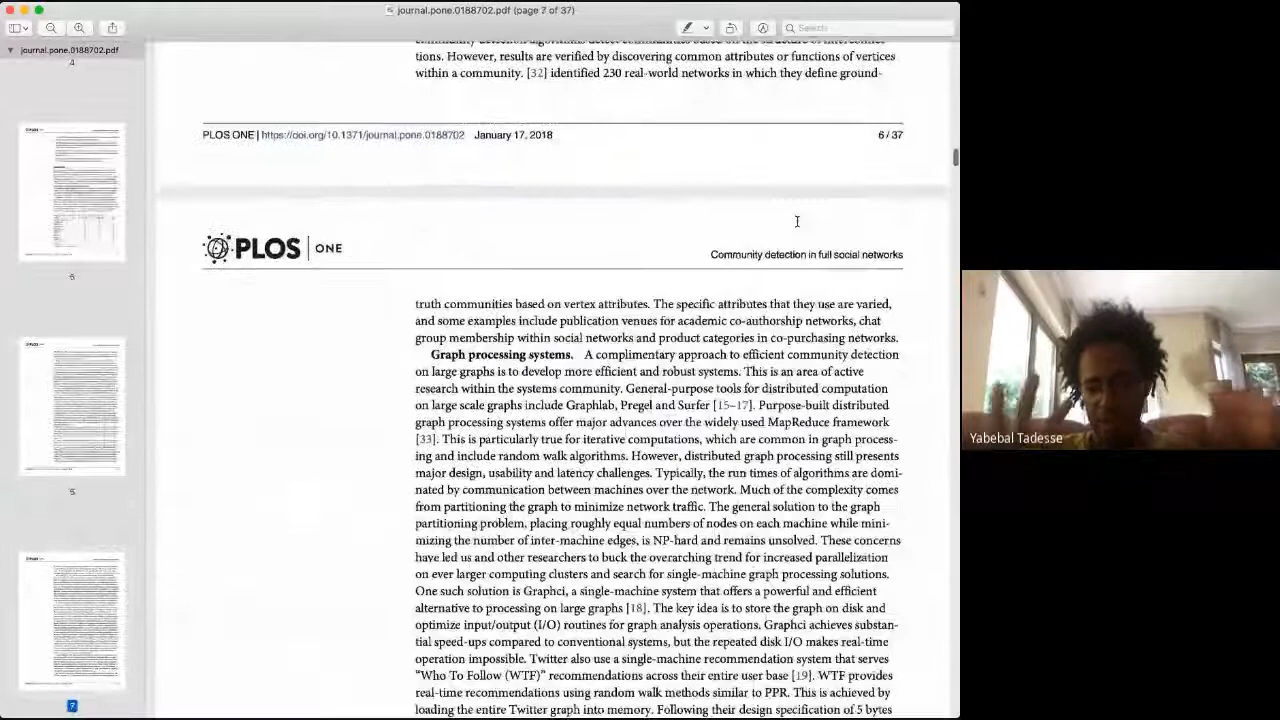 journal.pone.0188702.pdf (page 7 of 37)
Search
journal.pone.0188702.pdf
community detection algorithms detect communities based on the structure of interconnec-
tions. However, results are verified by discovering common attributes or functions of vertices
within a community. [32] identified 230 real-world networks in which they define ground-
PLOS ONE | https://doi.org/10.1371/journal.pone.0188702 January 17, 2018
6 / 37
PLOS ONE
Community detection in full social networks
truth communities based on vertex attributes. The specific attributes that they use are varied,
and some examples include publication venues for academic co-authorship networks, chat
group membership within social networks and product categories in co-purchasing networks.
Graph processing systems. A complimentary approach to efficient community detection
on large graphs is to develop more efficient and robust systems. This is an area of active
research within the systems community. General-purpose tools for distributed computation
on large scale graphs include Graphlab, Pregel and Surfer [15–17]. Purpose-built distributed
graph processing systems offer major advances over the widely used MapReduce framework
[33]. This is particularly true for iterative computations, which are common in graph process-
ing and include random walk algorithms. However, distributed graph processing still presents
major design, usability and latency challenges. Typically, the run times of algorithms are domi-
nated by communication between machines over the network. Much of the complexity comes
from partitioning the graph to minimize network traffic. The general solution to the graph
partitioning problem, placing roughly equal numbers of nodes on each machine while mini-
mizing the number of inter-machine edges, is NP-hard and remains unsolved. These concerns
have led us and other researchers to buck the overarching trend for increased parallelization
on ever larger computing clusters and search for single-machine graph processing solutions.
One such solution is Graphci, a single-machine system that offers a powerful and efficient
alternative to processing on large graphs [18]. The key idea is to store the graph on disk and
optimize input/output (I/O) routines for graph analysis operations. Graphci achieves substan-
tial speed-ups compared to conventional systems, but the repeated disk I/O makes real-time
operation impossible. Twitter also use a single-machine recommendation system that serves
"Who To Follow (WTF)" recommendations across their entire user base [19]. WTF provides
real-time recommendations using random walk methods similar to PPR. This is achieved by
loading the entire Twitter graph into memory. Following their design specification of 5 bytes
7
Yabebal Tadesse